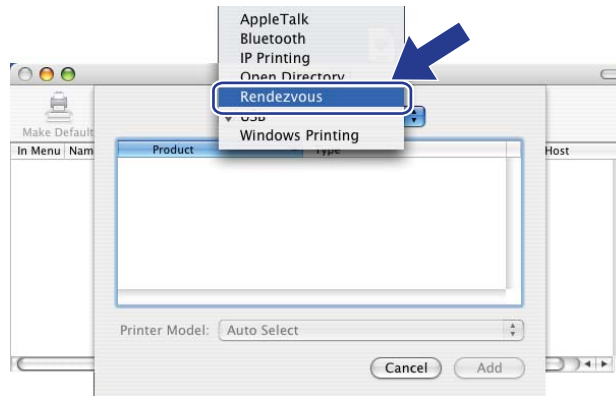 AppleTalk
Bluetooth
IP Printing
Open Directory
Rendezvous
USB
Windows Printing
Make Default
In Menu Nam
Product Type
Host
Printer Model: Auto Select
Cancel Add